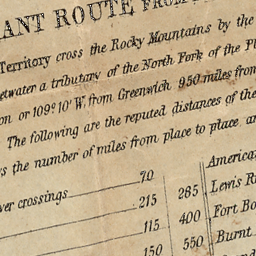 ANT ROUTE FROM
Territory cross the Rocky Mountains by the
etwater a tributary of the North Fork of the Pl
on or 109° 10' W. from Greenwich 950 miles from
The following are the reputed distances of the
s the number of miles from place to place, an
ver crossings 70
215 285
115 400
150 550
America
Lewis R
Fort Bo
Burnt